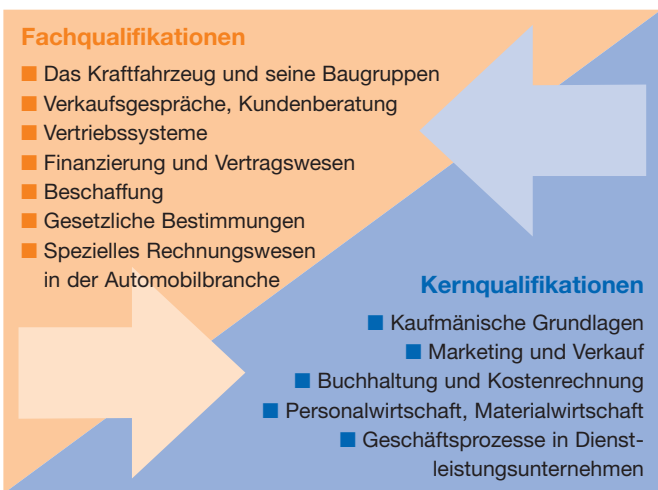 Fachqualifikationen
■ Das Kraftfahrzeug und seine Baugruppen
■ Verkaufsgespräche, Kundenberatung
■ Vertriebssysteme
■ Finanzierung und Vertragswesen
■ Beschaffung
■ Gesetzliche Bestimmungen
■ Spezielles Rechnungswesen
in der Automobilbranche
Kernqualifikationen
■ Kaufmänische Grundlagen
■ Marketing und Verkauf
■ Buchhaltung und Kostenrechnung
■ Personalwirtschaft, Materialwirtschaft
■ Geschäftsprozesse in Dienst-
leistungsunternehmen